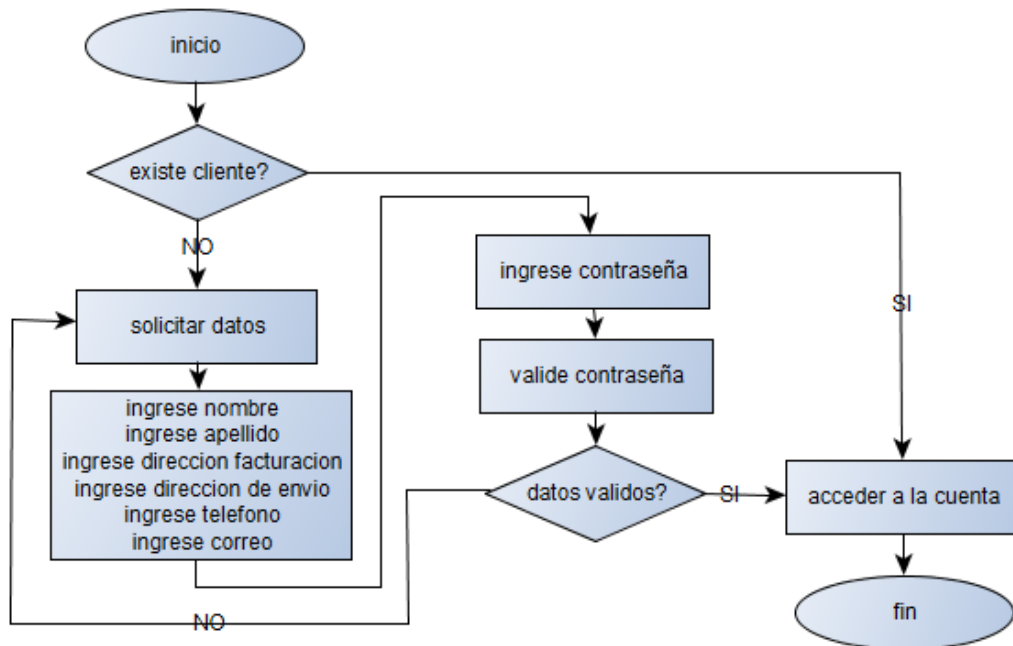 inicio
existe cliente?
NO
solicitar datos
ingrese nombre
ingrese apellido
ingrese direccion facturacion
ingrese direccion de envio
ingrese telefono
ingrese correo
ingrese contraseña
valide contraseña
datos validos?
NO
SI
SI
acceder a la cuenta
fin